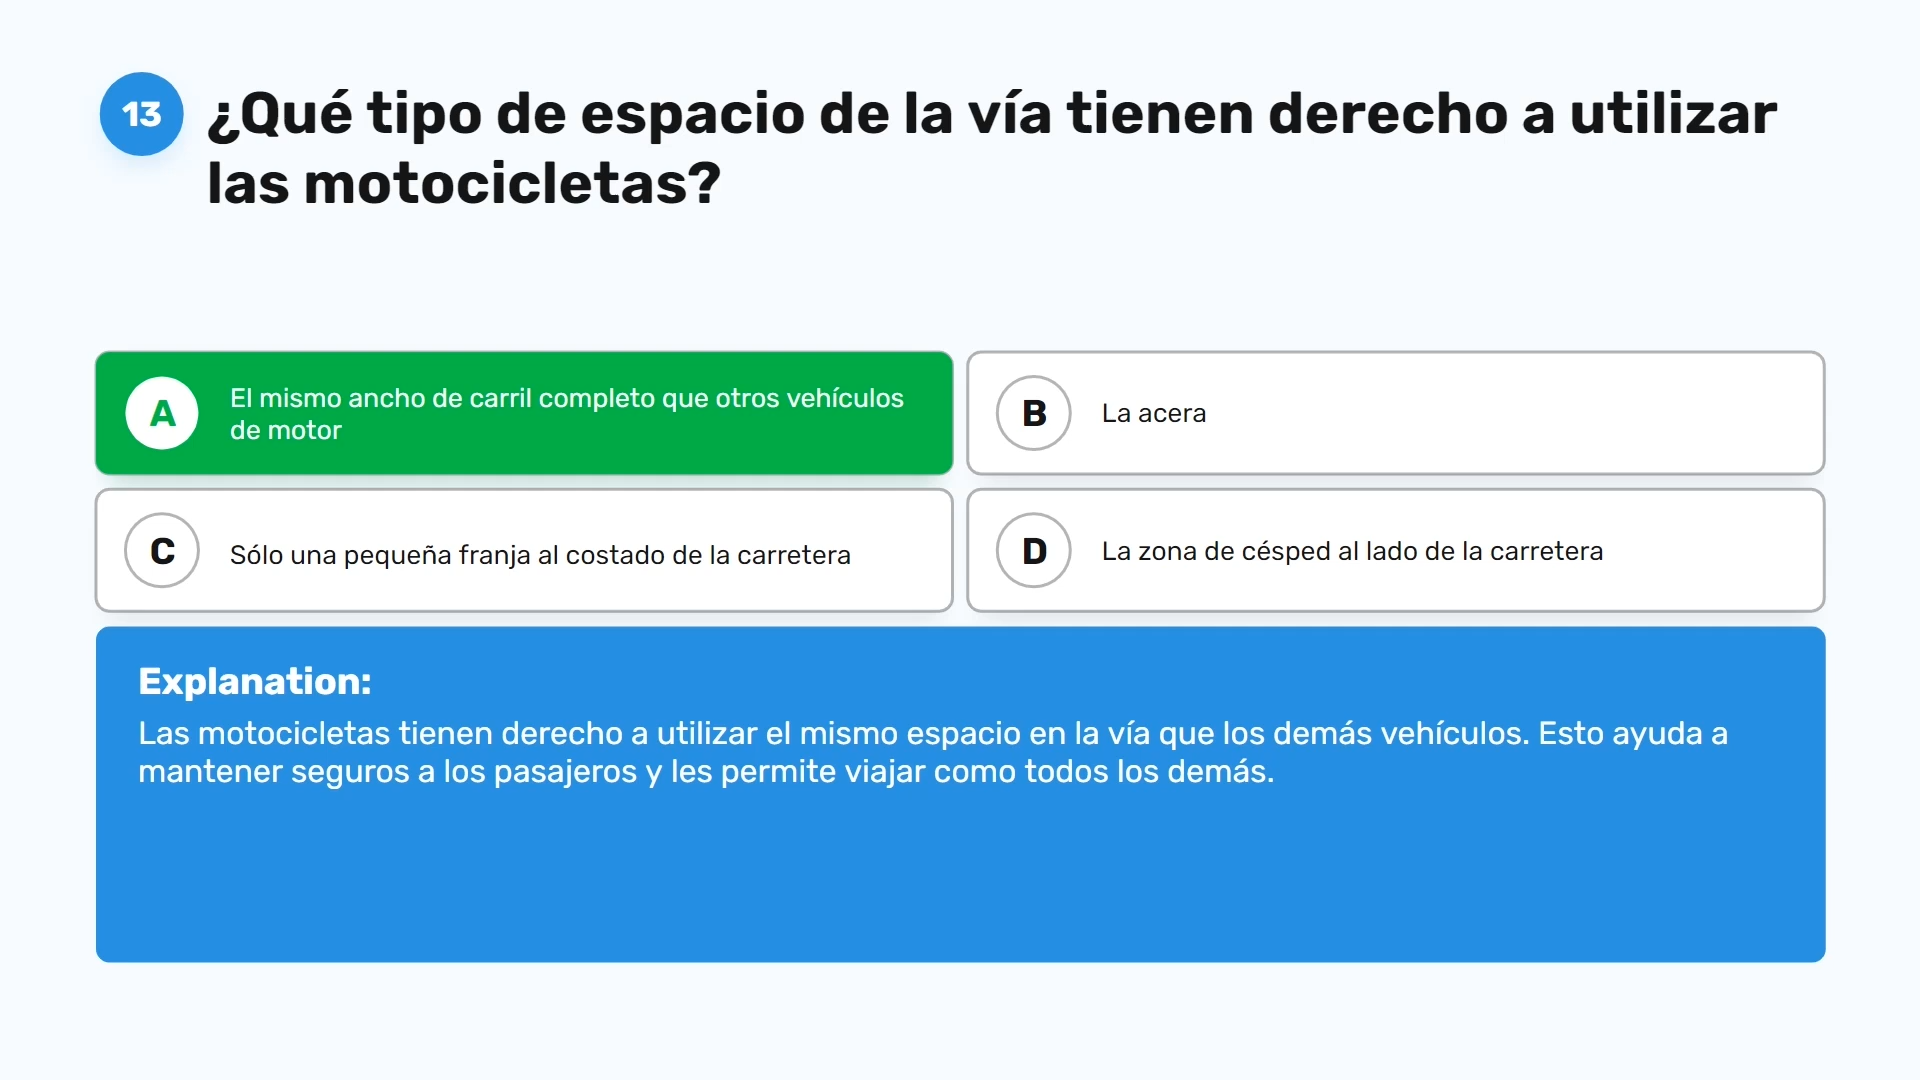 13
¿Qué tipo de espacio de la vía tienen derecho a utilizar
las motocicletas?
A
El mismo ancho de carril completo que otros vehículos
de motor
B
La acera
C
Sólo una pequeña franja al costado de la carretera
D
La zona de césped al lado de la carretera
Explanation:
Las motocicletas tienen derecho a utilizar el mismo espacio en la vía que los demás vehículos. Esto ayuda a
mantener seguros a los pasajeros y les permite viajar como todos los demás.